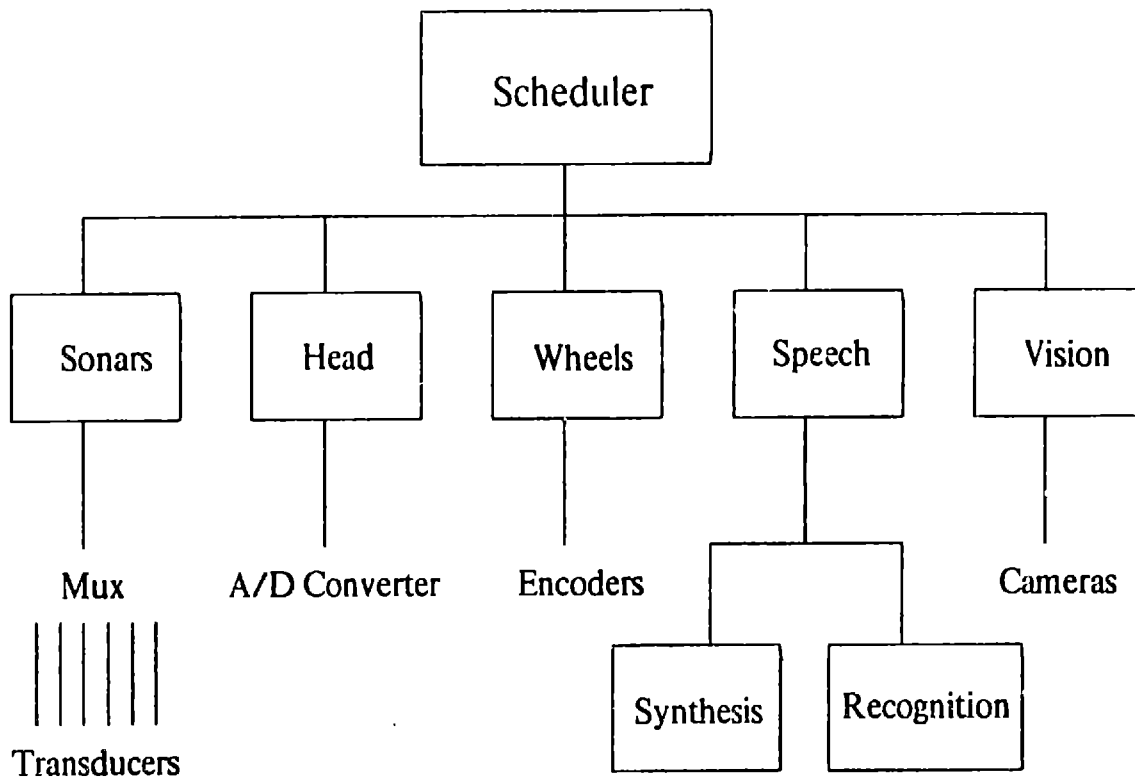 Scheduler
Sonars
Head
Wheels
Speech
Vision
Mux
A/D Converter
Encoders
Cameras
Synthesis
Recognition
Transducers